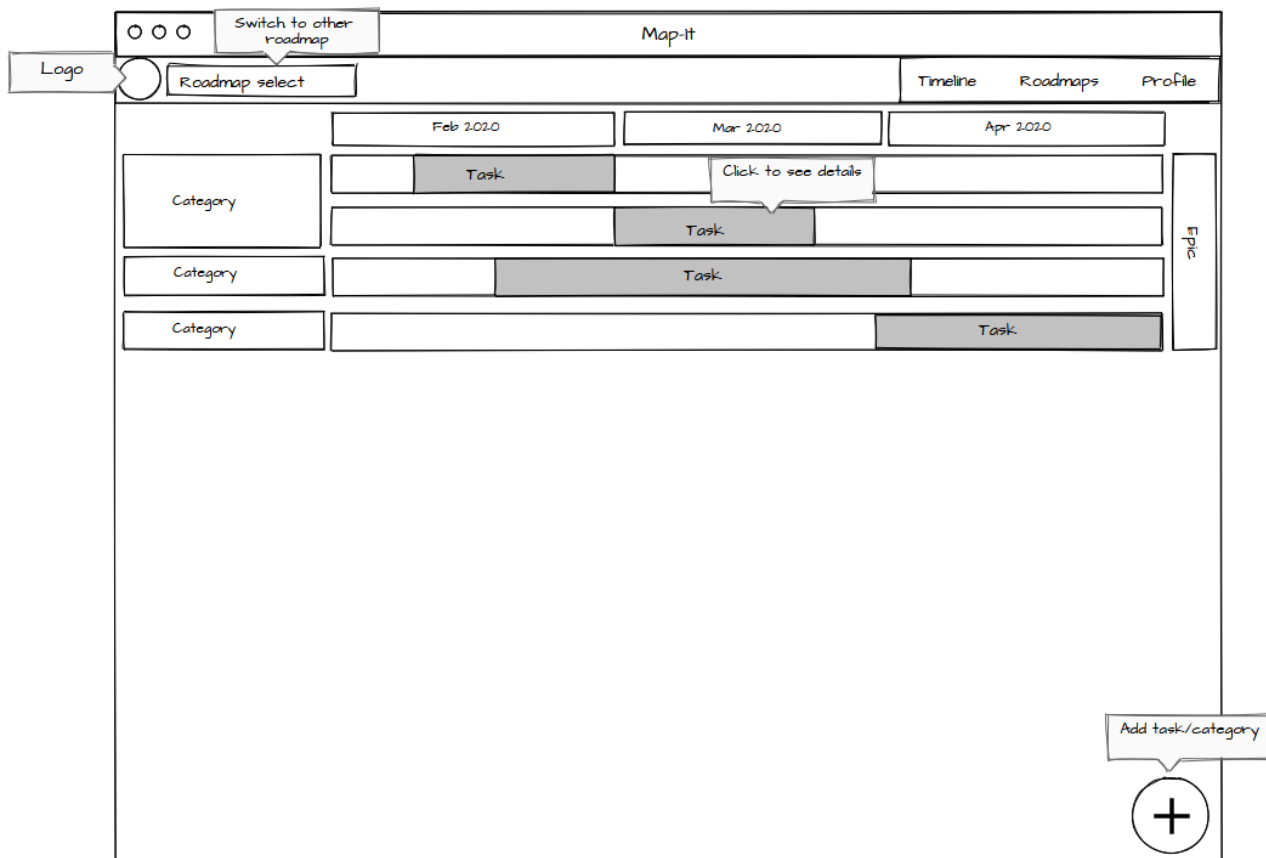 Switch to other
roadmap
Map-It
Logo
Roadmap select
Timeline
Roadmaps
Profile
Feb 2020
Mar 2020
Apr 2020
Task
Click to see details
Category
Task
Epic
Category
Task
Category
Task
Add task/category
+